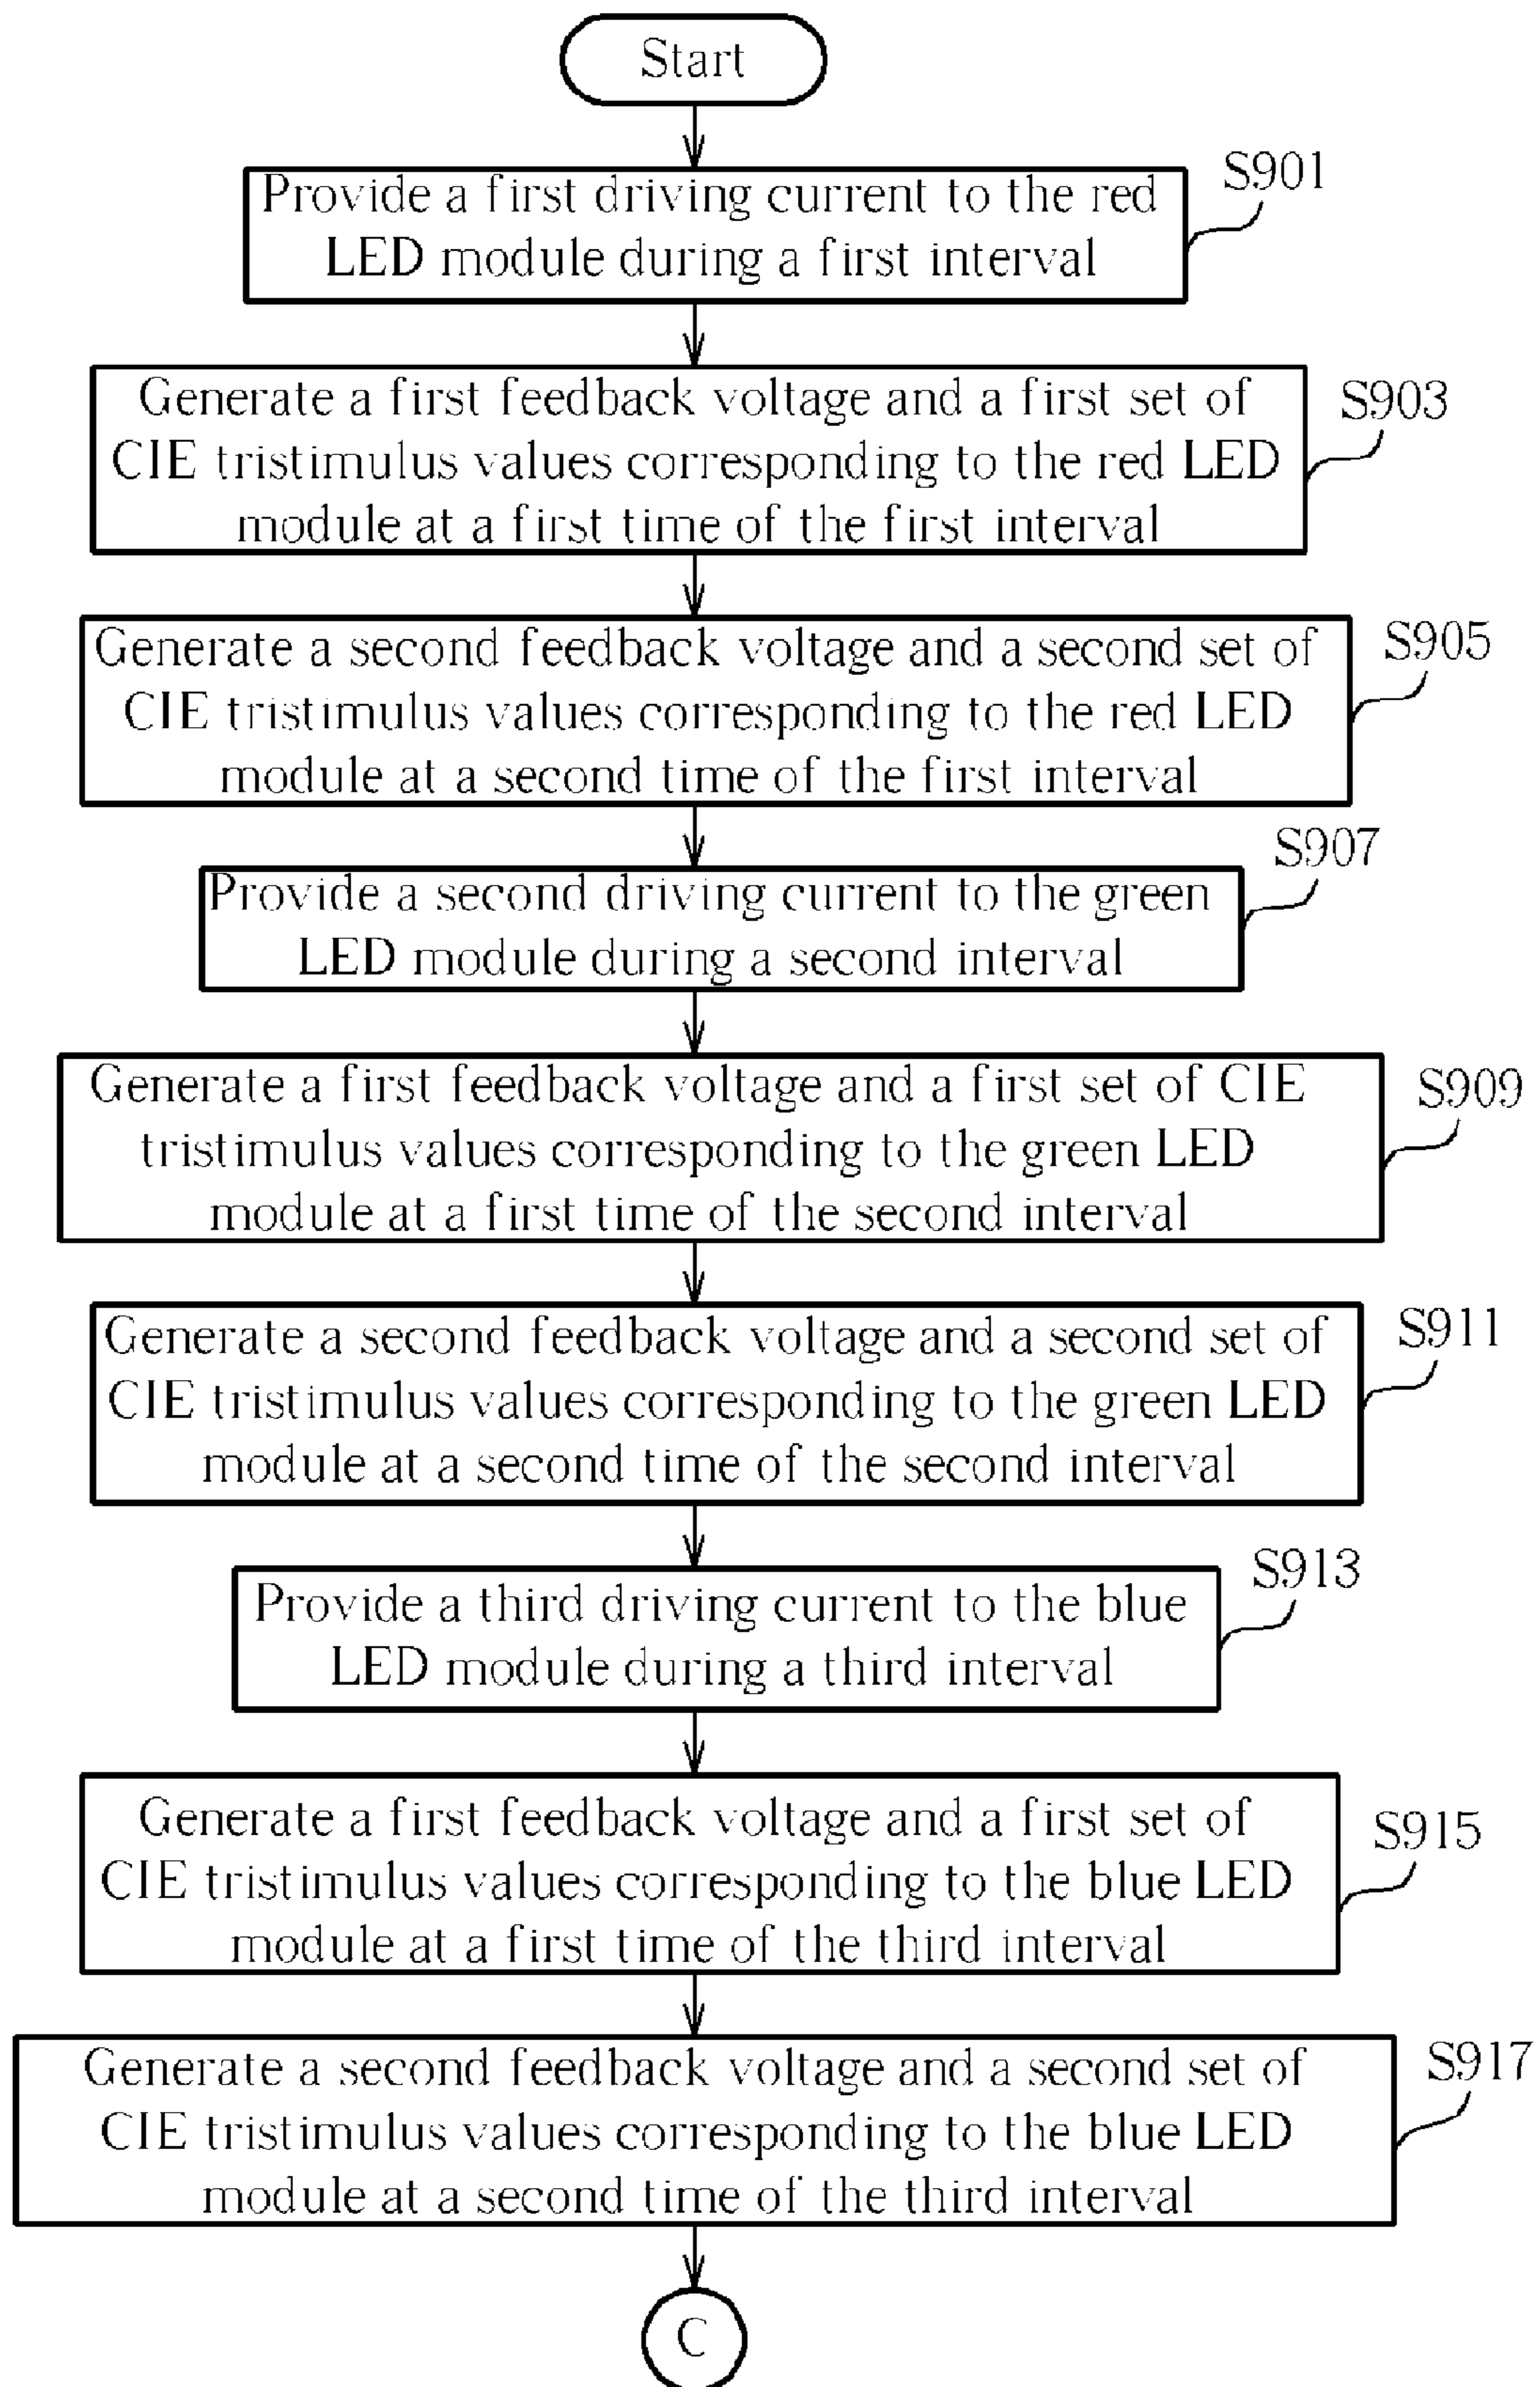 Start
S901
Provide a first driving current to the red
LED module during a first interval
S903
Generate a first feedback voltage and a first set of
CIE tristimulus values corresponding to the red LED
module at a first time of the first interval
S905
Generate a second feedback voltage and a second set of
CIE tristimulus values corresponding to the red LED
module at a second time of the first interval
S907
Provide a second driving current to the green
LED module during a second interval
S909
Generate a first feedback voltage and a first set of CIE
tristimulus values corresponding to the green LED
module at a first time of the second interval
S911
Generate a second feedback voltage and a second set of
CIE tristimulus values corresponding to the green LED
module at a second time of the second interval
S913
Provide a third driving current to the blue
LED module during a third interval
S915
Generate a first feedback voltage and a first set of
CIE tristimulus values corresponding to the blue LED
module at a first time of the third interval
S917
Generate a second feedback voltage and a second set of
CIE tristimulus values corresponding to the blue LED
module at a second time of the third interval
C